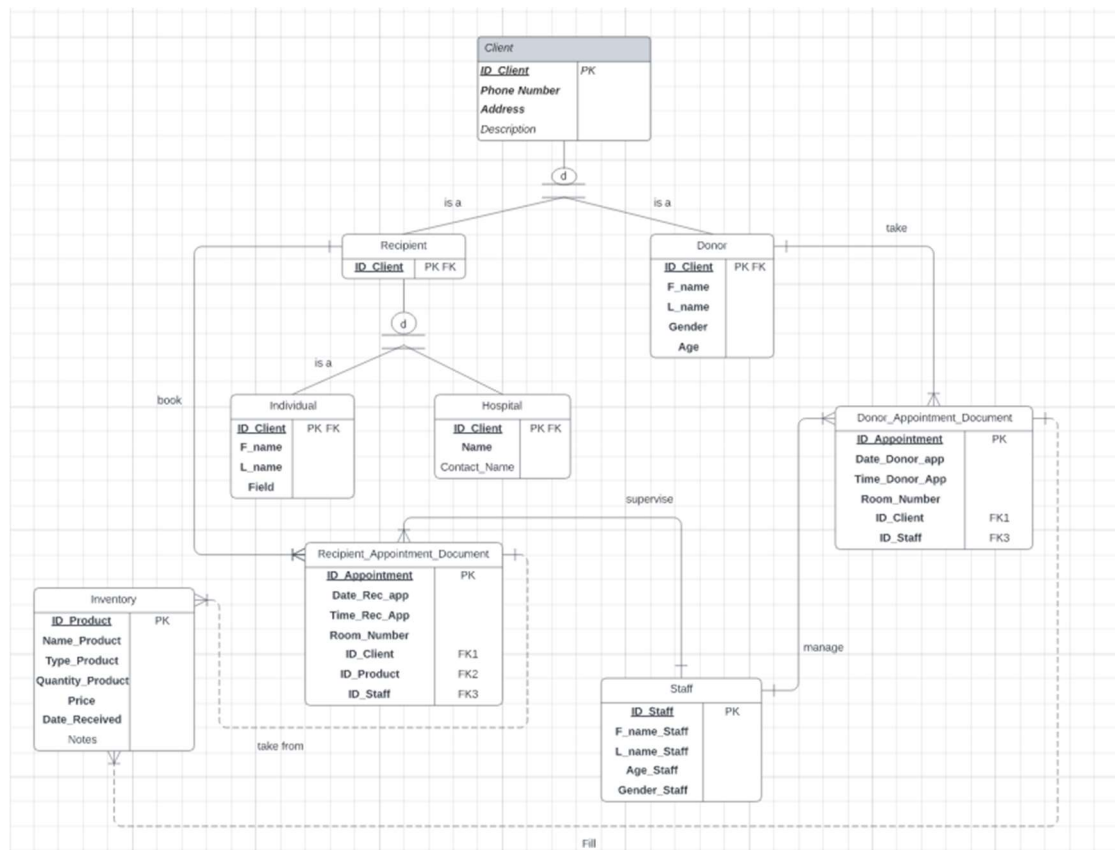 Client
ID_Client PK
Phone Number
Address
Description
d
is a
is a
take
Recipient
ID_Client PK FK
Donor
ID_Client PK FK
F_name
L_name
Gender
Age
d
is a
book
Individual
ID_Client PK FK
F_name
L_name
Field
Hospital
ID_Client PK FK
Name
Contact_Name
Donor_Appointment_Document
ID_Appointment PK
Date_Donor_app
Time_Donor_App
Room_Number
ID_Client FK1
ID_Staff FK3
supervise
Recipient_Appointment_Document
ID_Appointment PK
Date_Rec_app
Time_Rec_App
Room_Number
ID_Client FK1
ID_Product FK2
ID_Staff FK3
Inventory
ID_Product PK
Name_Product
Type_Product
Quantity_Product
Price
Date_Received
Notes
manage
Staff
ID_Staff PK
F_name_Staff
L_name_Staff
Age_Staff
Gender_Staff
take from
Fill